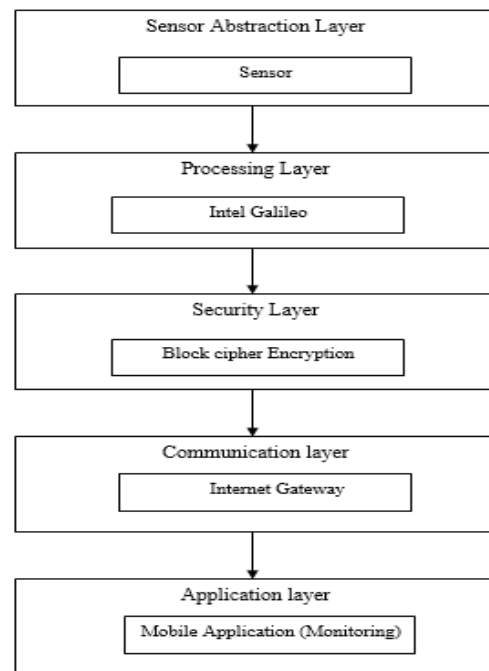 Sensor Abstraction Layer
Sensor
Processing Layer
Intel Galileo
Security Layer
Block cipher Encryption
Communication layer
Internet Gateway
Application layer
Mobile Application (Monitoring)